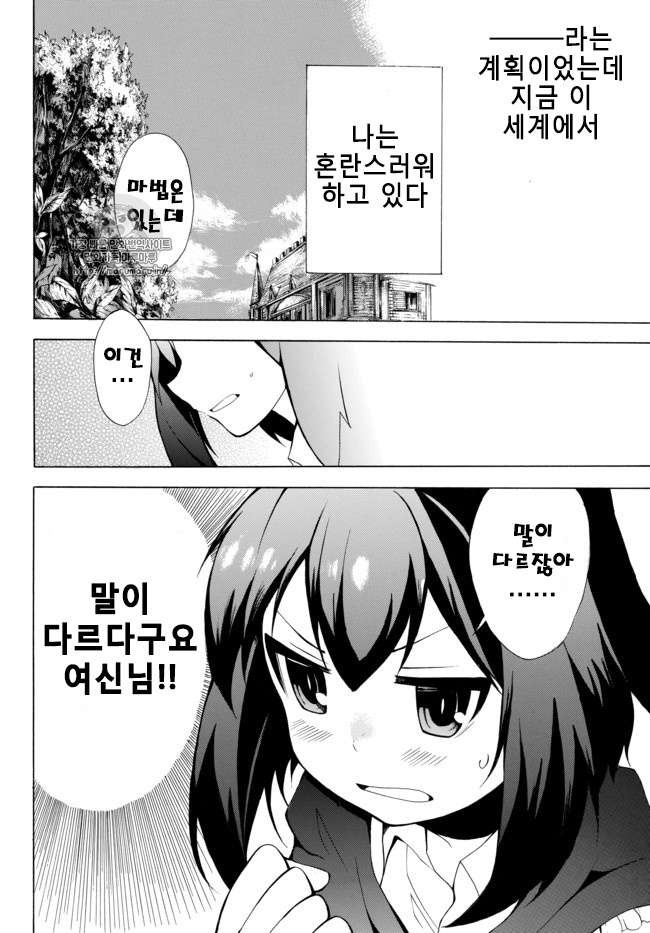 ───라는
계획이었는데
지금 이
세계에서
나는
혼란스러워
하고 있다
마법은
있는데
이건
...
말이
다르잖아
......
말이
다르다구요
여신님!!